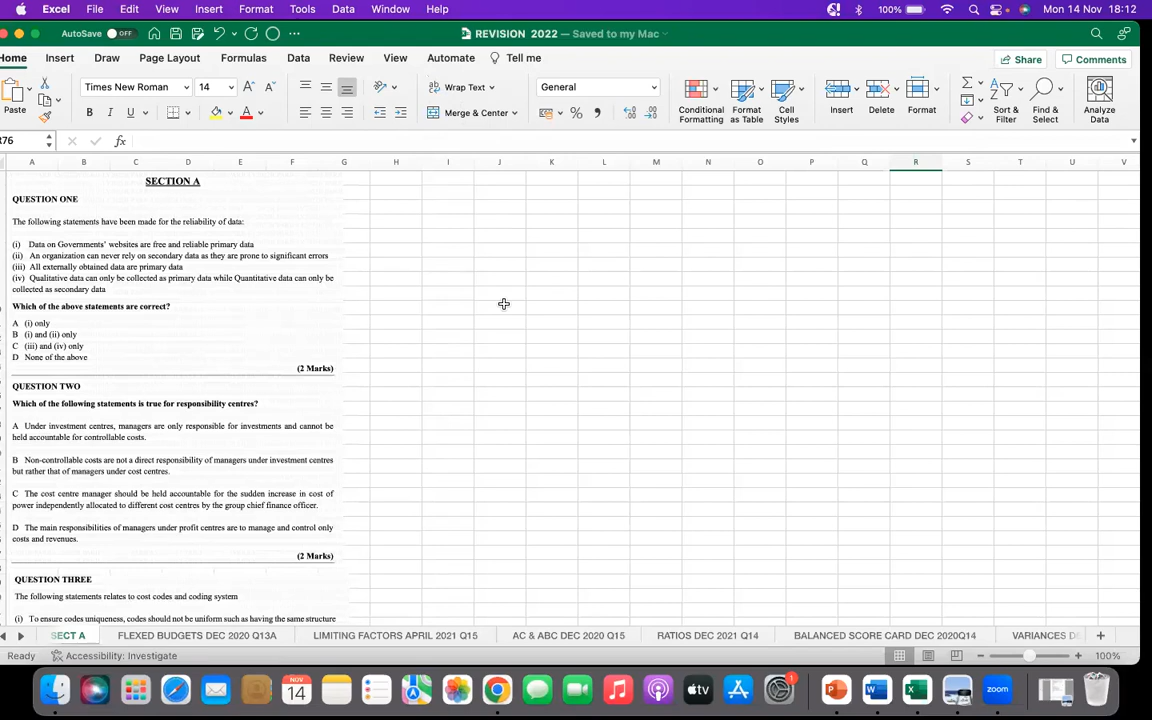 Excel File Edit View Insert Format Tools Data Window Help 100% Mon 14 Nov 18:12
AutoSave OFF REVISION 2022 — Saved to my Mac
Home Insert Draw Page Layout Formulas Data Review View Automate Tell me Share Comments
Times New Roman 14 Wrap Text General
Paste B I U Merge & Center Conditional Formatting Format as Table Cell Styles Insert Delete Format Sort & Filter Find & Select Analyze Data
R76 fx
A B C D E F G H I J K L M N O P Q R S T U V
SECTION A
QUESTION ONE
The following statements have been made for the reliability of data:
(i) Data on Governments’ websites are free and reliable primary data
(ii) An organization can never rely on secondary data as they are prone to significant errors
(iii) All externally obtained data are primary data
(iv) Qualitative data can only be collected as primary data while Quantitative data can only be
collected as secondary data
Which of the above statements are correct?
A (i) only
B (i) and (ii) only
C (iii) and (iv) only
D None of the above
(2 Marks)
QUESTION TWO
Which of the following statements is true for responsibility centres?
A Under investment centres, managers are only responsible for investments and cannot be
held accountable for controllable costs.
B Non-controllable costs are not a direct responsibility of managers under investment centres
but rather that of managers under cost centres.
C The cost centre manager should be held accountable for the sudden increase in cost of
power independently allocated to different cost centres by the group chief finance officer.
D The main responsibilities of managers under profit centres are to manage and control only
costs and revenues.
(2 Marks)
QUESTION THREE
The following statements relates to cost codes and coding system
(i) To ensure codes uniqueness, codes should not be uniform such as having the same structure
SECT A FLEXED BUDGETS DEC 2020 Q13A LIMITING FACTORS APRIL 2021 Q15 AC & ABC DEC 2020 Q15 RATIOS DEC 2021 Q14 BALANCED SCORE CARD DEC 2020Q14 VARIANCES
Ready Accessibility: Investigate 100%
NOV 14 tv 1 zoom